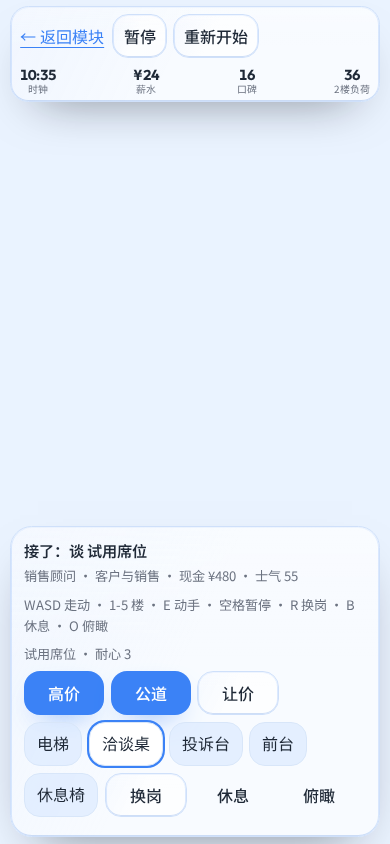 ← 返回模块 暂停 重新开始
10:35 ¥24 16 36
时钟 薪水 口碑 2楼负荷
接了：谈 试用席位
销售顾问 · 客户与销售 · 现金 ¥480 · 士气 55
WASD 走动 · 1-5 楼 · E 动手 · 空格暂停 · R 换岗 · B
休息 · O 俯瞰
试用席位 · 耐心 3
高价 公道 让价
电梯 洽谈桌 投诉台 前台
休息椅 换岗 休息 俯瞰